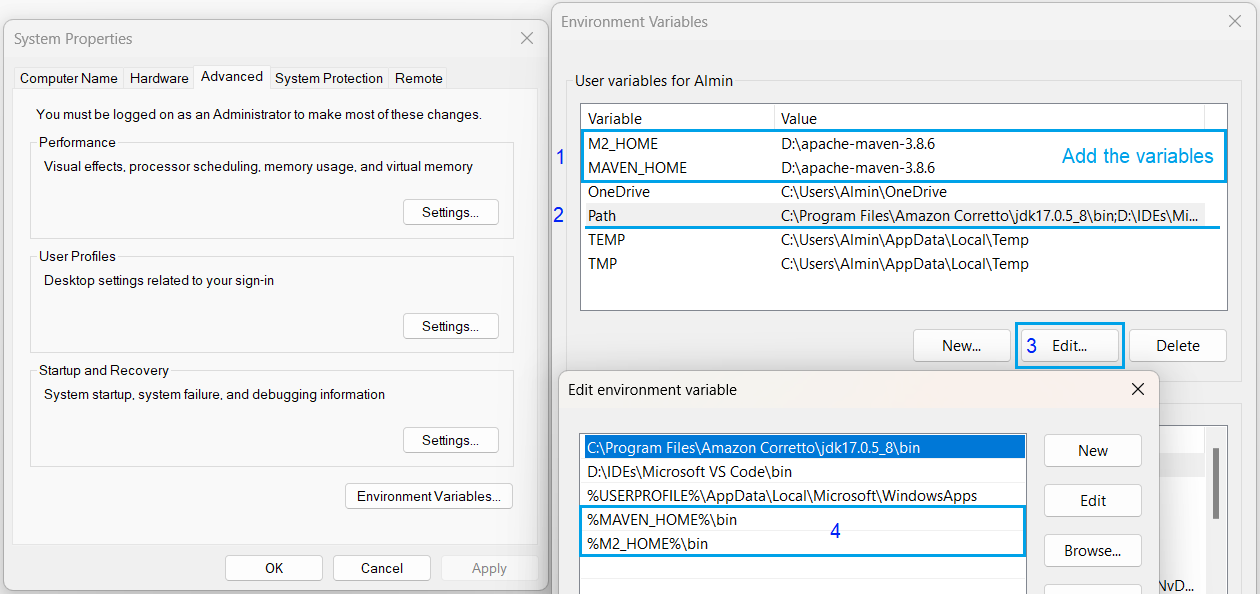 System Properties
Computer Name Hardware Advanced System Protection Remote
You must be logged on as an Administrator to make most of these changes.
Performance
Visual effects, processor scheduling, memory usage, and virtual memory
Settings...
User Profiles
Desktop settings related to your sign-in
Settings...
Startup and Recovery
System startup, system failure, and debugging information
Settings...
Environment Variables...
OK Cancel Apply
Environment Variables
User variables for Almin
Variable Value
1 M2_HOME D:\apache-maven-3.8.6
MAVEN_HOME D:\apache-maven-3.8.6
Add the variables
OneDrive C:\Users\Almin\OneDrive
2 Path C:\Program Files\Amazon Corretto\jdk17.0.5_8\bin;D:\IDEs\Mi...
TEMP C:\Users\Almin\AppData\Local\Temp
TMP C:\Users\Almin\AppData\Local\Temp
New... 3 Edit... Delete
Edit environment variable
C:\Program Files\Amazon Corretto\jdk17.0.5_8\bin
D:\IDEs\Microsoft VS Code\bin
%USERPROFILE%\AppData\Local\Microsoft\WindowsApps
%MAVEN_HOME%\bin
4
%M2_HOME%\bin
New
Edit
Browse...